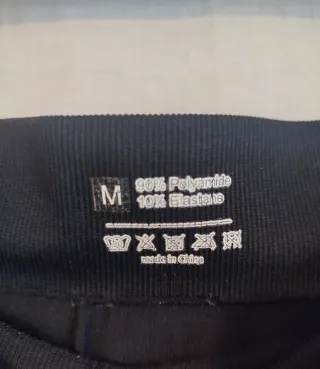 M
90% Polyamide
10% Elastane
made in China